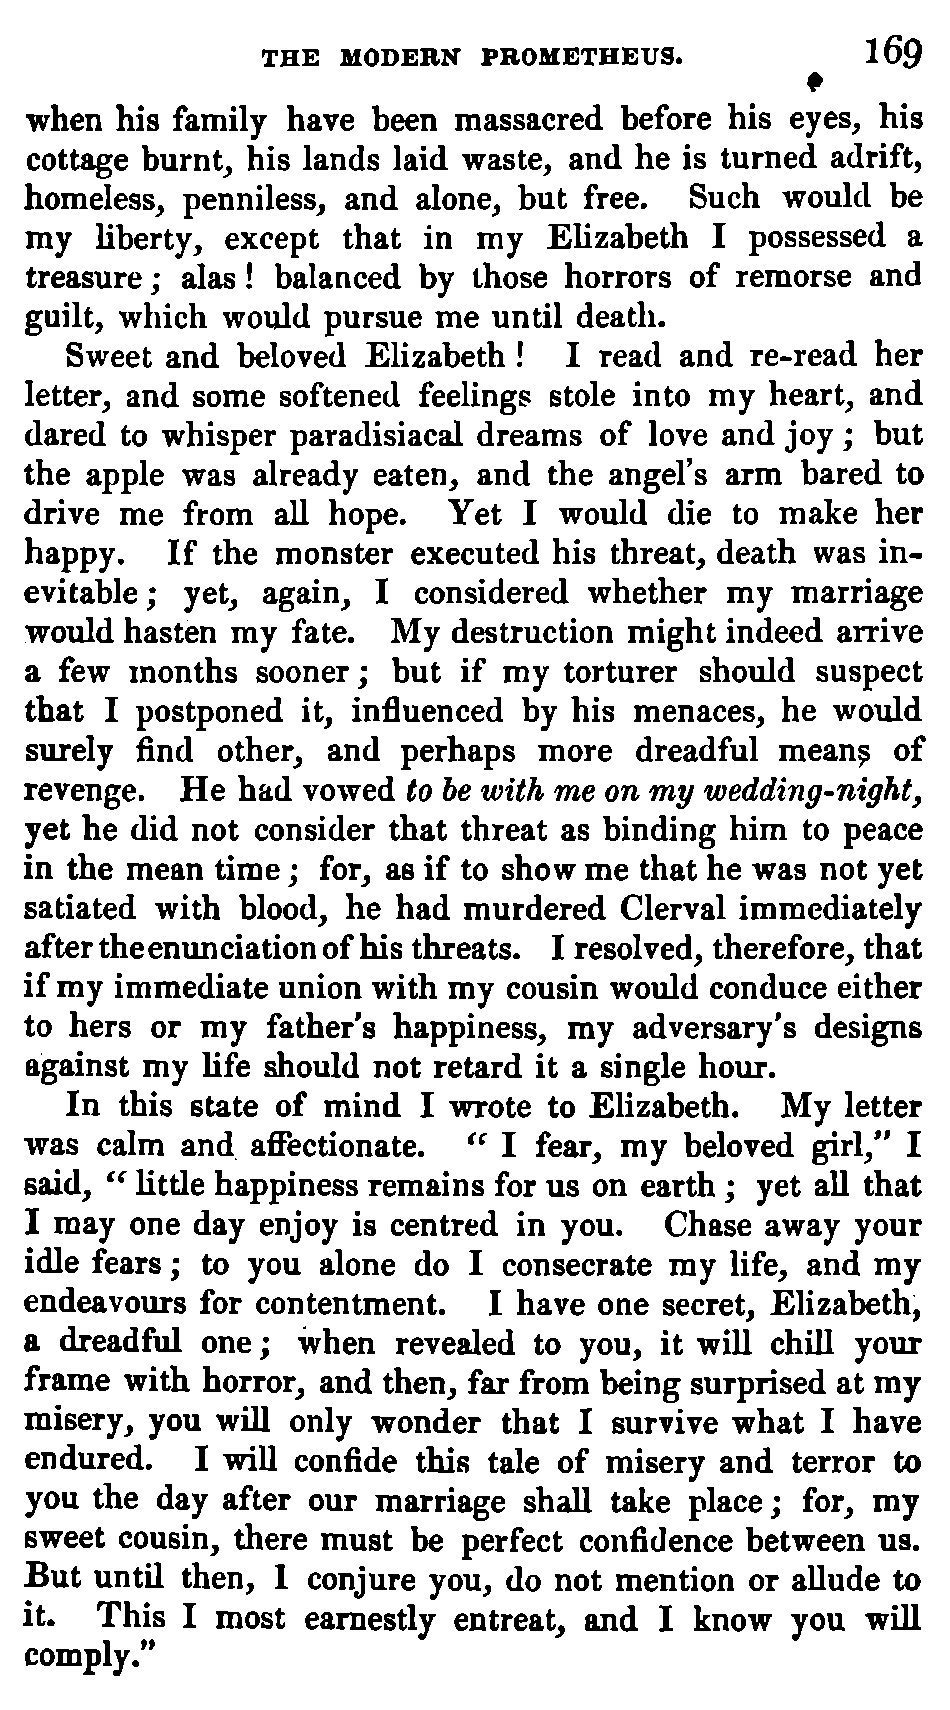 THE MODERN PROMETHEUS. 169
when his family have been massacred before his eyes, his
cottage burnt, his lands laid waste, and he is turned adrift,
homeless, penniless, and alone, but free. Such would be
my liberty, except that in my Elizabeth I possessed a
treasure ; alas ! balanced by those horrors of remorse and
guilt, which would pursue me until death.
Sweet and beloved Elizabeth ! I read and re-read her
letter, and some softened feelings stole into my heart, and
dared to whisper paradisiacal dreams of love and joy ; but
the apple was already eaten, and the angel's arm bared to
drive me from all hope. Yet I would die to make her
happy. If the monster executed his threat, death was in-
evitable ; yet, again, I considered whether my marriage
would hasten my fate. My destruction might indeed arrive
a few months sooner ; but if my torturer should suspect
that I postponed it, influenced by his menaces, he would
surely find other, and perhaps more dreadful means of
revenge. He had vowed to be with me on my wedding-night,
yet he did not consider that threat as binding him to peace
in the mean time ; for, as if to show me that he was not yet
satiated with blood, he had murdered Clerval immediately
after the enunciation of his threats. I resolved, therefore, that
if my immediate union with my cousin would conduce either
to hers or my father's happiness, my adversary's designs
against my life should not retard it a single hour.
In this state of mind I wrote to Elizabeth. My letter
was calm and affectionate. “ I fear, my beloved girl,” I
said, “ little happiness remains for us on earth ; yet all that
I may one day enjoy is centred in you. Chase away your
idle fears ; to you alone do I consecrate my life, and my
endeavours for contentment. I have one secret, Elizabeth,
a dreadful one ; when revealed to you, it will chill your
frame with horror, and then, far from being surprised at my
misery, you will only wonder that I survive what I have
endured. I will confide this tale of misery and terror to
you the day after our marriage shall take place ; for, my
sweet cousin, there must be perfect confidence between us.
But until then, I conjure you, do not mention or allude to
it. This I most earnestly entreat, and I know you will
comply.”